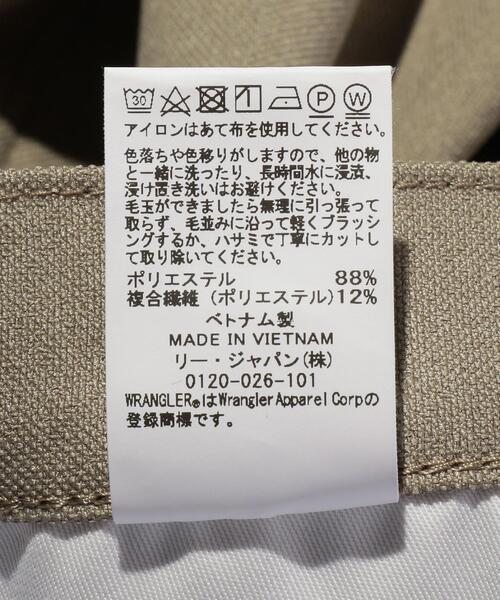 30 P W
アイロンはあて布を使用してください。
色落ちや色移りがしますので、他の物
と一緒に洗ったり、長時間水に浸漬、
浸け置き洗いはお避けください。
毛玉ができましたら無理に引っ張って
取らず、毛並みに沿って軽くブラッシ
ングするか、ハサミで丁寧にカットし
て取り除いてください。
ポリエステル 88%
複合繊維 (ポリエステル)12%
ベトナム製
MADE IN VIETNAM
リー・ジャパン(株)
0120-026-101
WRANGLER®はWrangler Apparel Corpの
登録商標です。